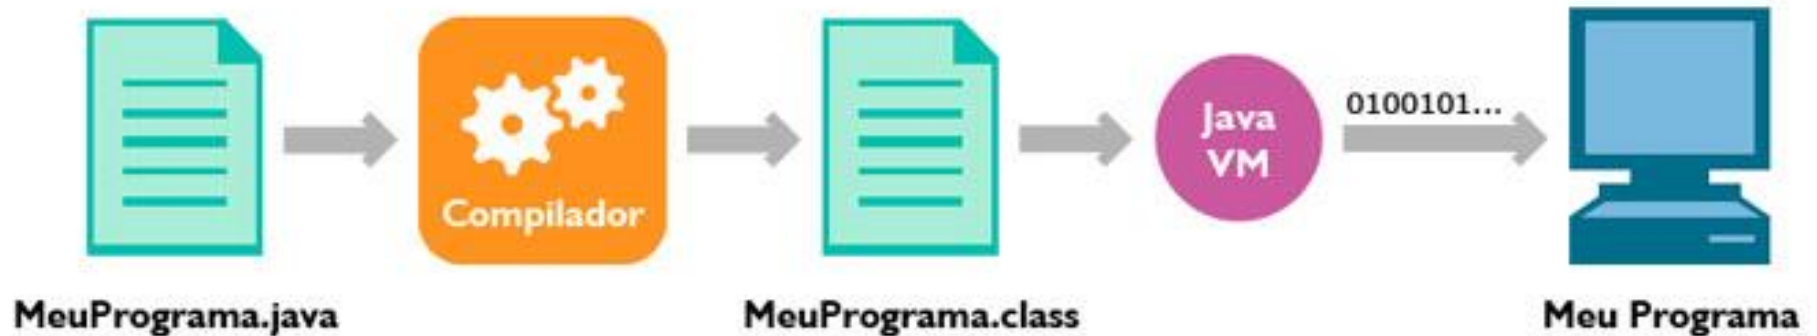 Compilador
Java
VM
0100101...
MeuPrograma.java
MeuPrograma.class
Meu Programa